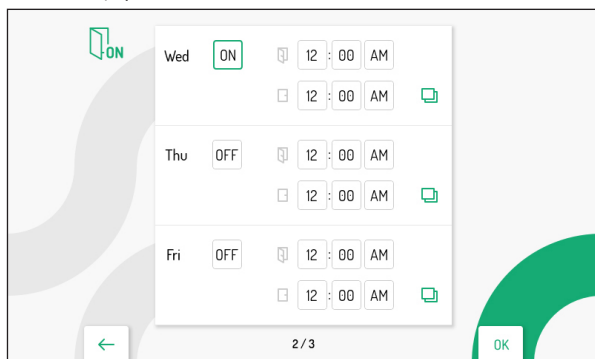 ON
Wed ON 12 : 00 AM
12 : 00 AM
Thu OFF 12 : 00 AM
12 : 00 AM
Fri OFF 12 : 00 AM
12 : 00 AM
2/3
OK